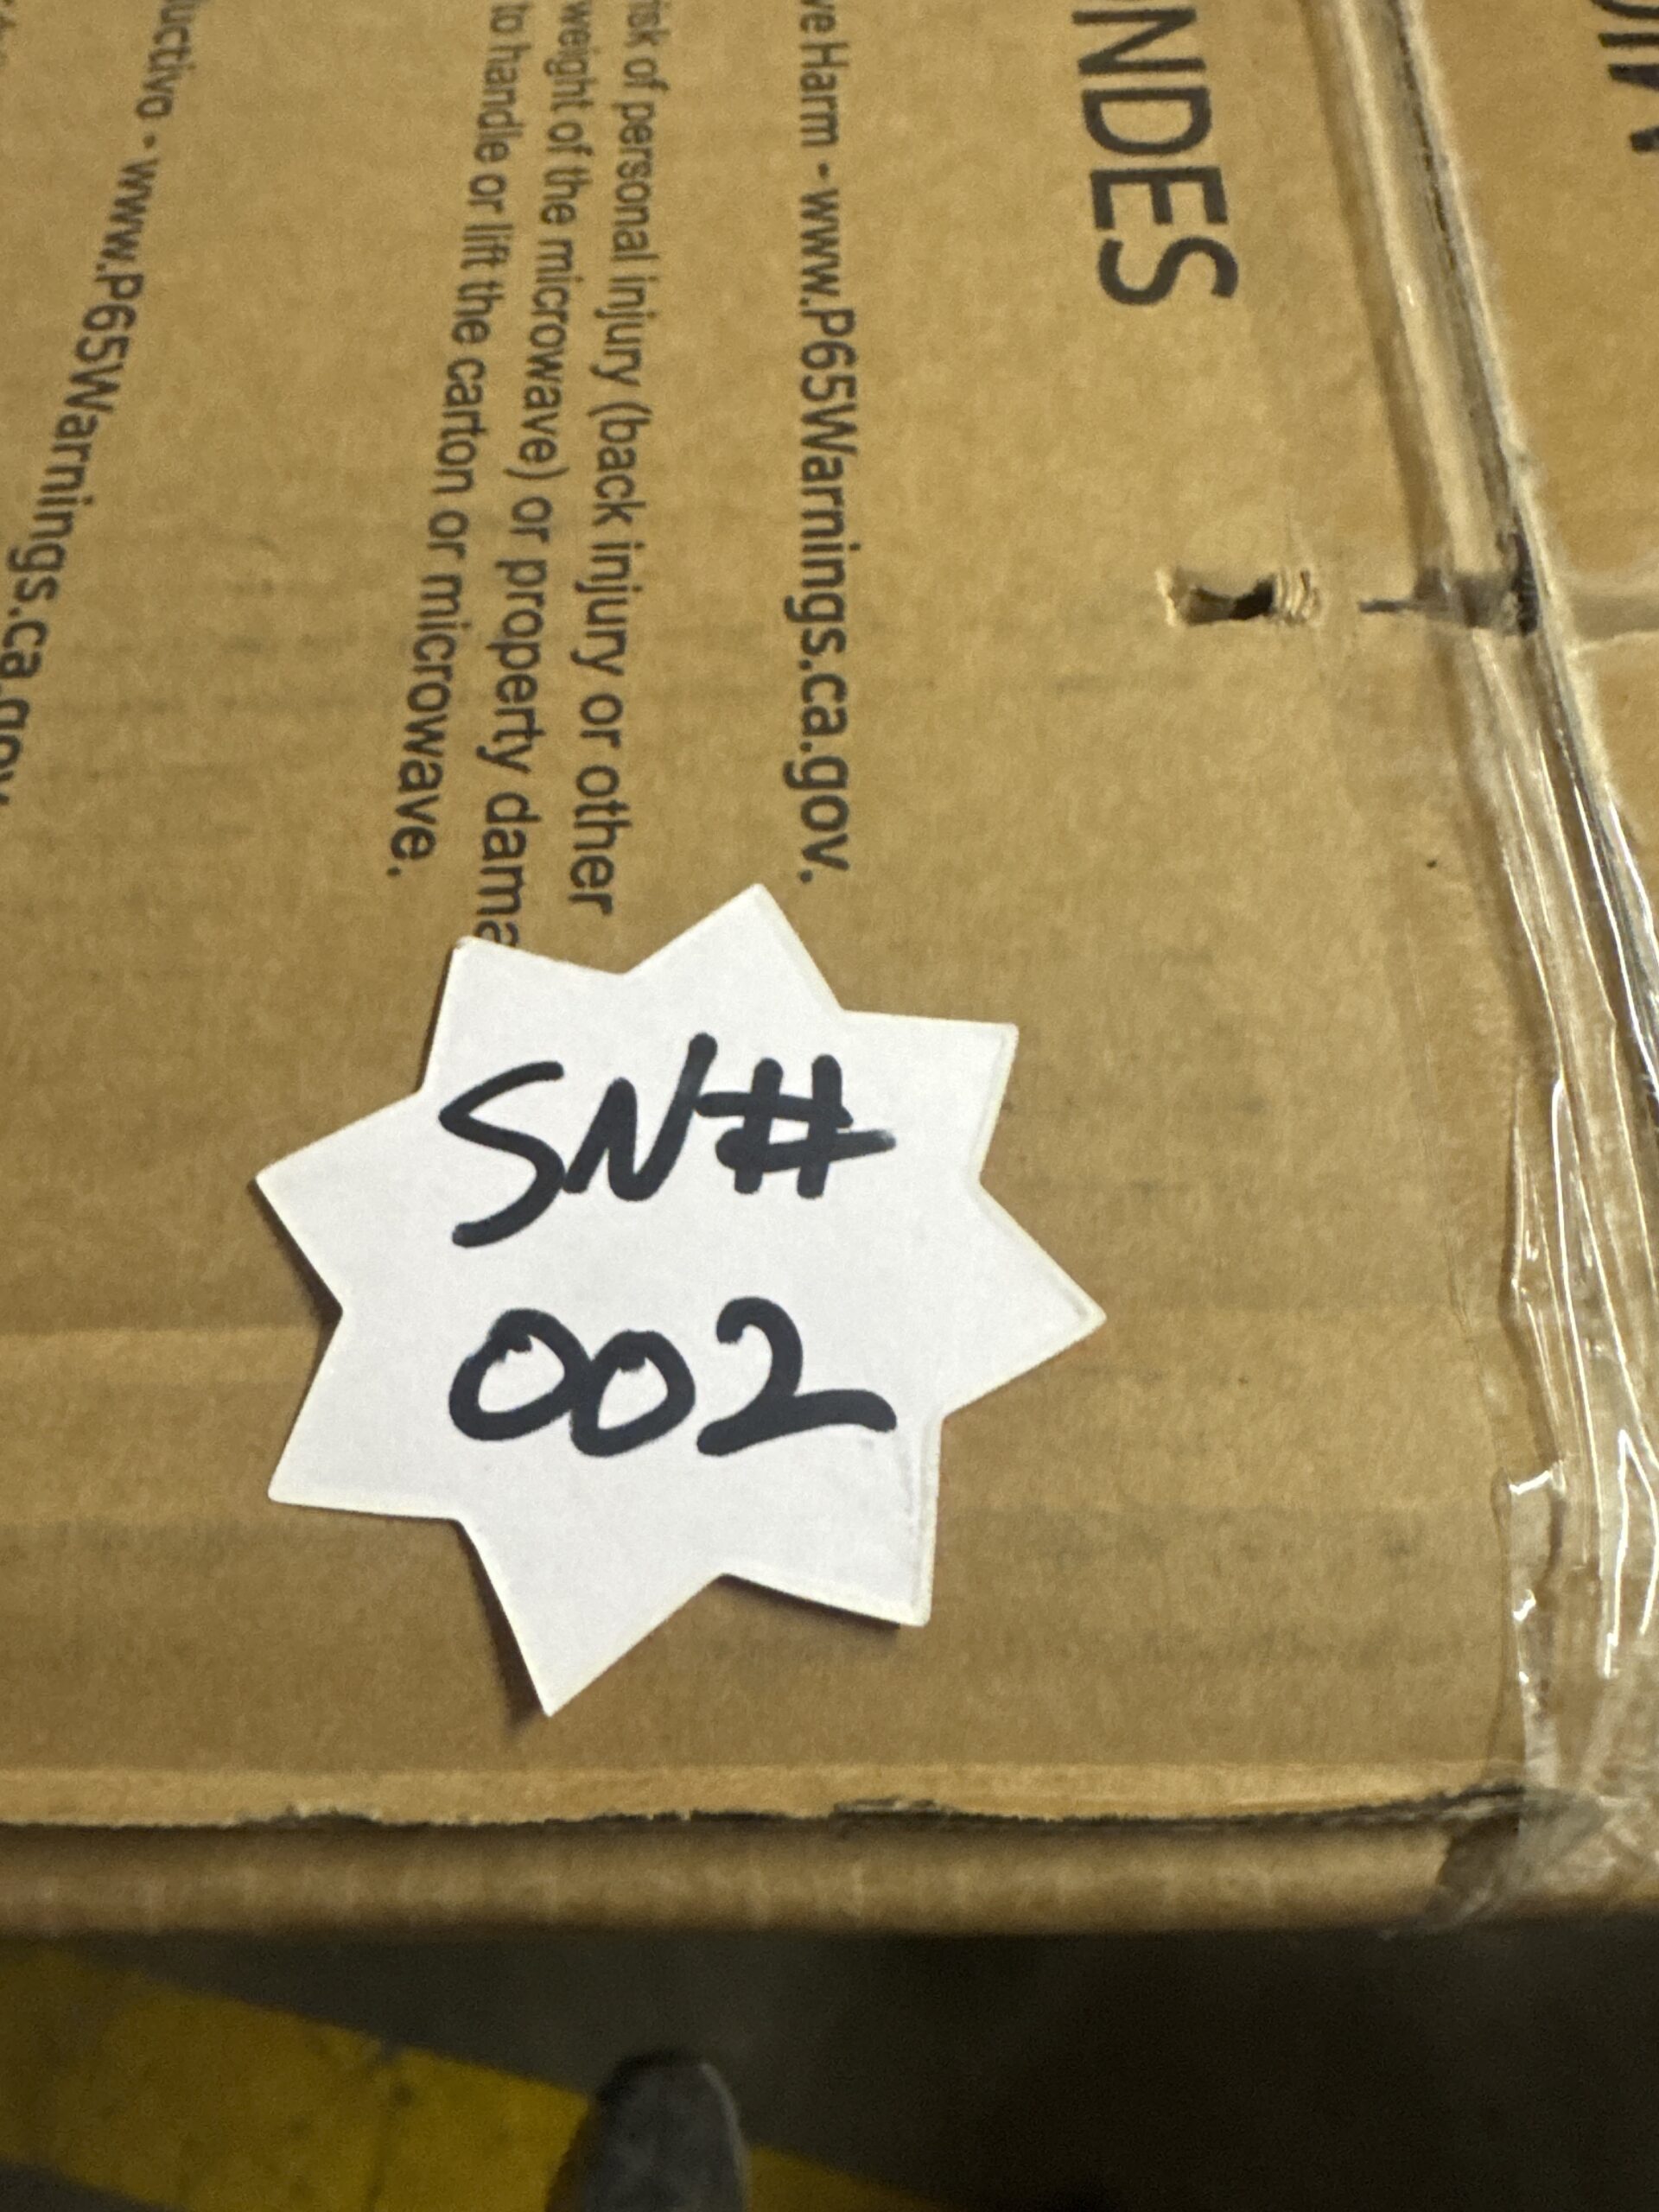 NDES
ve Harm - www.P65Warnings.ca.gov.
risk of personal injury (back injury or other
weight of the microwave) or property dama
to handle or lift the carton or microwave.
uctivo - www.P65Warnings.ca.gov
SN#
002